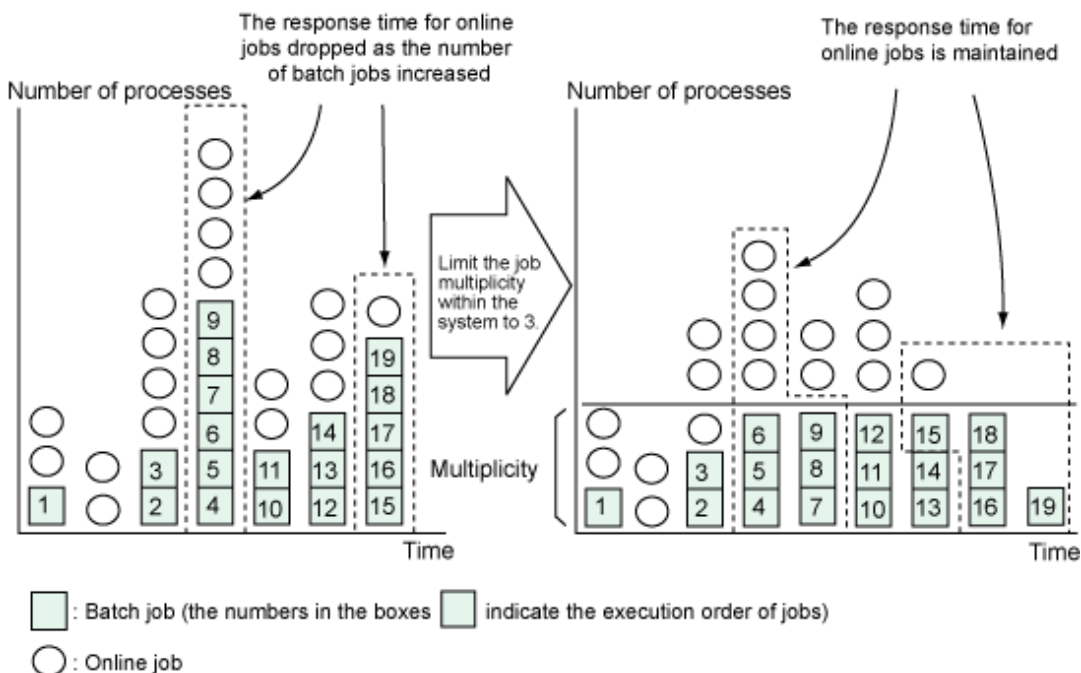 The response time for online
jobs dropped as the number
of batch jobs increased
The response time for
online jobs is maintained
Number of processes
Number of processes
9
8
7
6
5
4
3
2
1
11
10
14
13
12
19
18
17
16
15
Limit the job
multiplicity
within the
system to 3.
Multiplicity
1
3
2
6
5
4
9
8
7
12
11
10
15
14
13
18
17
16
19
Time
Time
: Batch job (the numbers in the boxes indicate the execution order of jobs)
: Online job